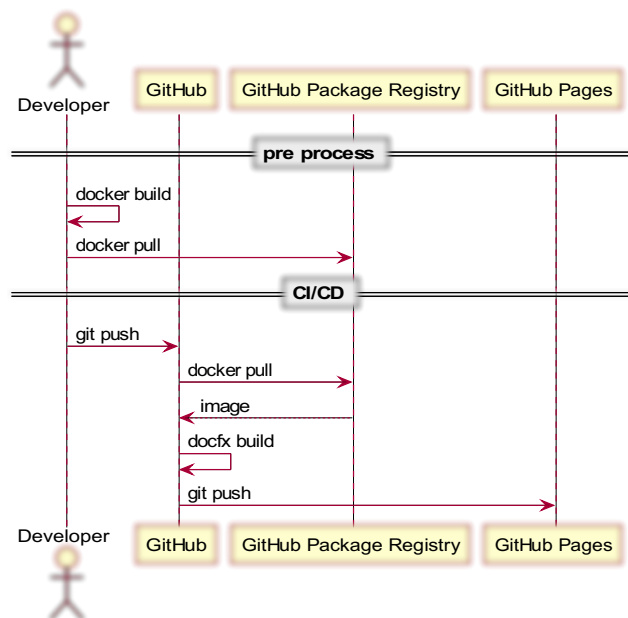 Developer
GitHub
GitHub Package Registry
GitHub Pages
pre process
docker build
docker pull
CI/CD
git push
docker pull
image
docfx build
git push
Developer
GitHub
GitHub Package Registry
GitHub Pages